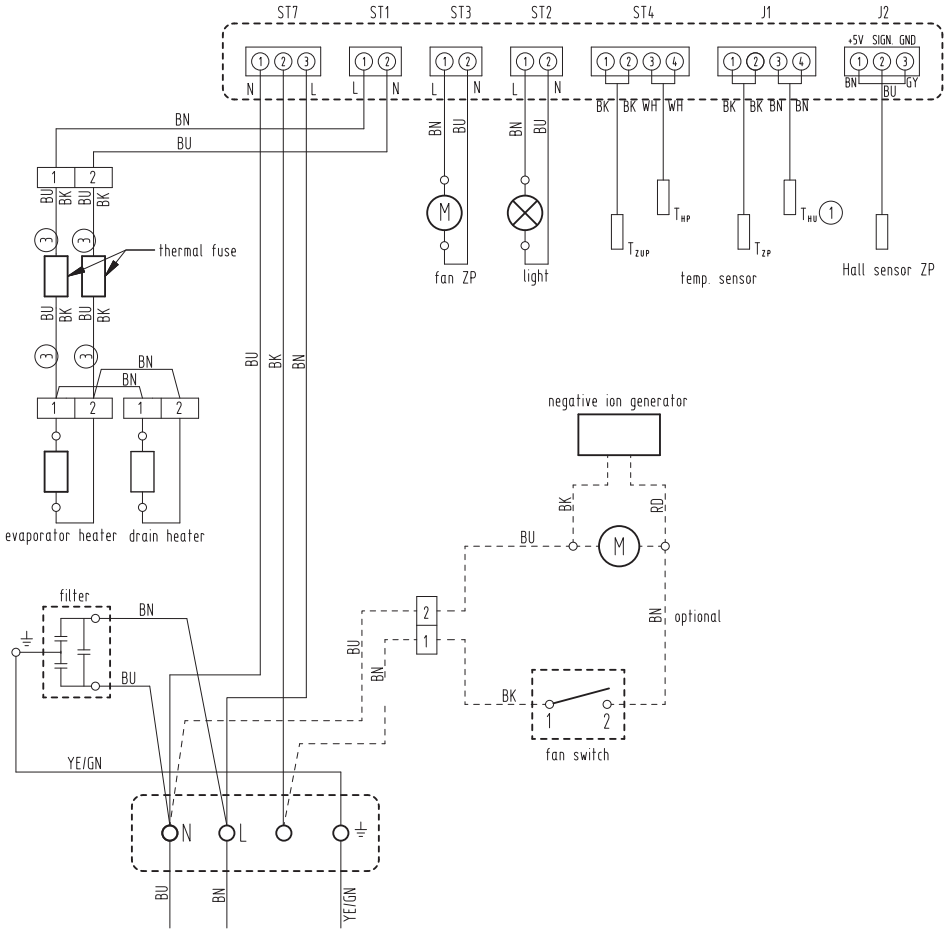 ST7 ST1 ST3 ST2 ST4 J1 J2
+5V SIGN. GND
1 2 3 1 2 1 2 1 2 1 2 3 4 1 2 3 4 1 2 3
N L L N L N L N BN BU GY
BK BK WH WH BK BK BN BN
BN
BU
BN BU BN BU
1 2
BU BK BU BK
M
T HP
T HU 1
3 3
thermal fuse
T ZUP
T ZP
fan ZP
light
temp. sensor
Hall sensor ZP
BU BK BU BK
3 3
BU BK BN
BN
BN
1 2 1 2
negative ion generator
BK RD
evaporator heater drain heater
BU
M
filter
BN
2
1
BN optional
BU
BN
BU
BK
1 2
fan switch
YE/GN
N L
BU BN YE/GN